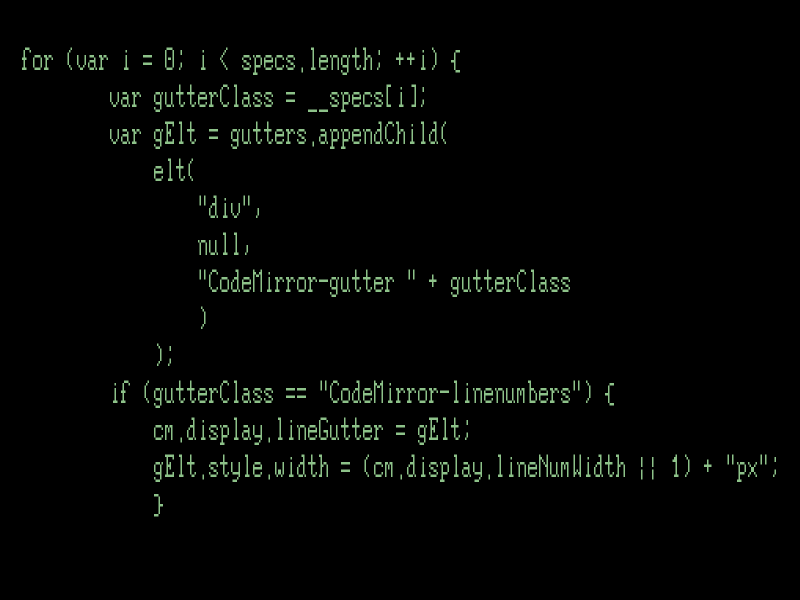 for (var i = 0; i < specs.length; ++i) {
var gutterClass = __specs[i];
var gElt = gutters.appendChild(
elt(
"div",
null,
"CodeMirror-gutter " + gutterClass
)
);
if (gutterClass == "CodeMirror-linenumbers") {
cm.display.lineGutter = gElt;
gElt.style.width = (cm.display.lineNumWidth || 1) + "px";
}